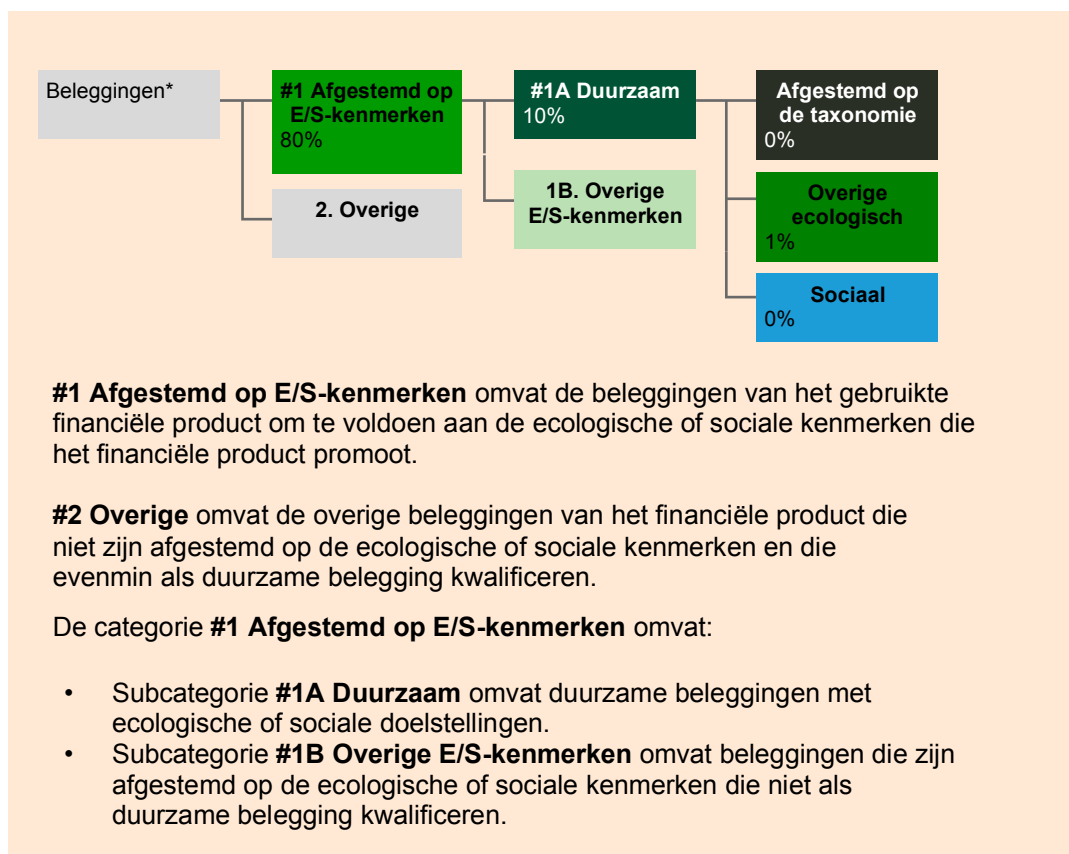 Beleggingen*
#1 Afgestemd op
E/S-kenmerken
80%
2. Overige
#1A Duurzaam
10%
1B. Overige
E/S-kenmerken
Afgestemd op
de taxonomie
0%
Overige
ecologisch
1%
Sociaal
0%
#1 Afgestemd op E/S-kenmerken omvat de beleggingen van het gebruikte
financiële product om te voldoen aan de ecologische of sociale kenmerken die
het financiële product promoot.
#2 Overige omvat de overige beleggingen van het financiële product die
niet zijn afgestemd op de ecologische of sociale kenmerken en die
evenmin als duurzame belegging kwalificeren.
De categorie #1 Afgestemd op E/S-kenmerken omvat:
• Subcategorie #1A Duurzaam omvat duurzame beleggingen met
ecologische of sociale doelstellingen.
• Subcategorie #1B Overige E/S-kenmerken omvat beleggingen die zijn
afgestemd op de ecologische of sociale kenmerken die niet als
duurzame belegging kwalificeren.